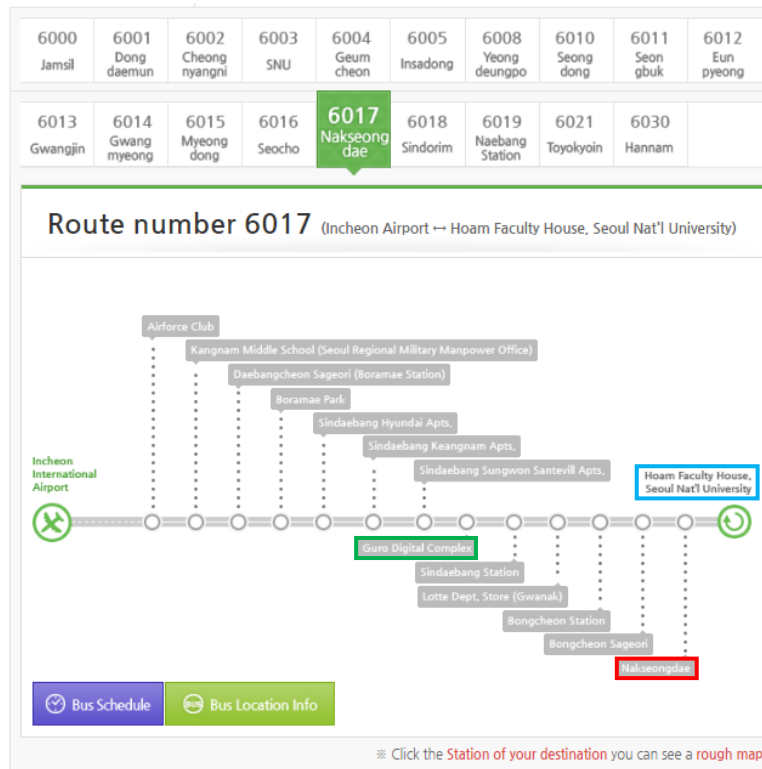 6000
Jamsil
6001
Dong
daemun
6002
Cheong
nyangni
6003
SNU
6004
Geum
cheon
6005
Insadong
6008
Yeong
deungpo
6010
Seong
dong
6011
Seon
gbuk
6012
Eun
pyeong
6013
Gwangjin
6014
Gwang
myeong
6015
Myeong
dong
6016
Seocho
6017
Nakseong
dae
6018
Sindorim
6019
Naebang
Station
6021
Toyokyoin
6030
Hannam
Route number 6017 (Incheon Airport ↔ Hoam Faculty House, Seoul Nat'l University)
Airforce Club
Kangnam Middle School (Seoul Regional Military Manpower Office)
Daebangcheon Sageori (Boramae Station)
Boramae Park
Sindaebang Hyundai Apts,
Sindaebang Keangnam Apts,
Sindaebang Sungwon Santevill Apts,
Incheon
International
Airport
Hoam Faculty House,
Seoul Nat'l University
Guro Digital Complex
Sindaebang Station
Lotte Dept, Store (Gwanak)
Bongcheon Station
Bongcheon Sageori
Nakseongdae
Bus Schedule
BUS Bus Location Info
※ Click the Station of your destination you can see a rough map